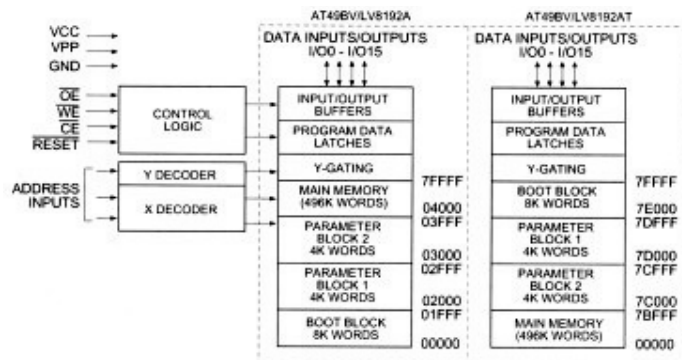 AT49BV/LV8192A
AT49BV/LV8192AT
VCC
VPP
GND
OE
WE
CE
RESET
CONTROL
LOGIC
ADDRESS
INPUTS
Y DECODER
X DECODER
DATA INPUTS/OUTPUTS
I/O0 - I/O15
INPUT/OUTPUT
BUFFERS
PROGRAM DATA
LATCHES
Y-GATING
7FFFF
MAIN MEMORY
(496K WORDS)
04000
03FFF
PARAMETER
BLOCK 2
4K WORDS
03000
02FFF
PARAMETER
BLOCK 1
4K WORDS
02000
01FFF
BOOT BLOCK
8K WORDS
00000
DATA INPUTS/OUTPUTS
I/O0 - I/O15
INPUT/OUTPUT
BUFFERS
PROGRAM DATA
LATCHES
Y-GATING
7FFFF
BOOT BLOCK
8K WORDS
7E000
7DFFF
PARAMETER
BLOCK 1
4K WORDS
7D000
7CFFF
PARAMETER
BLOCK 2
4K WORDS
7C000
7BFFF
MAIN MEMORY
(496K WORDS)
00000